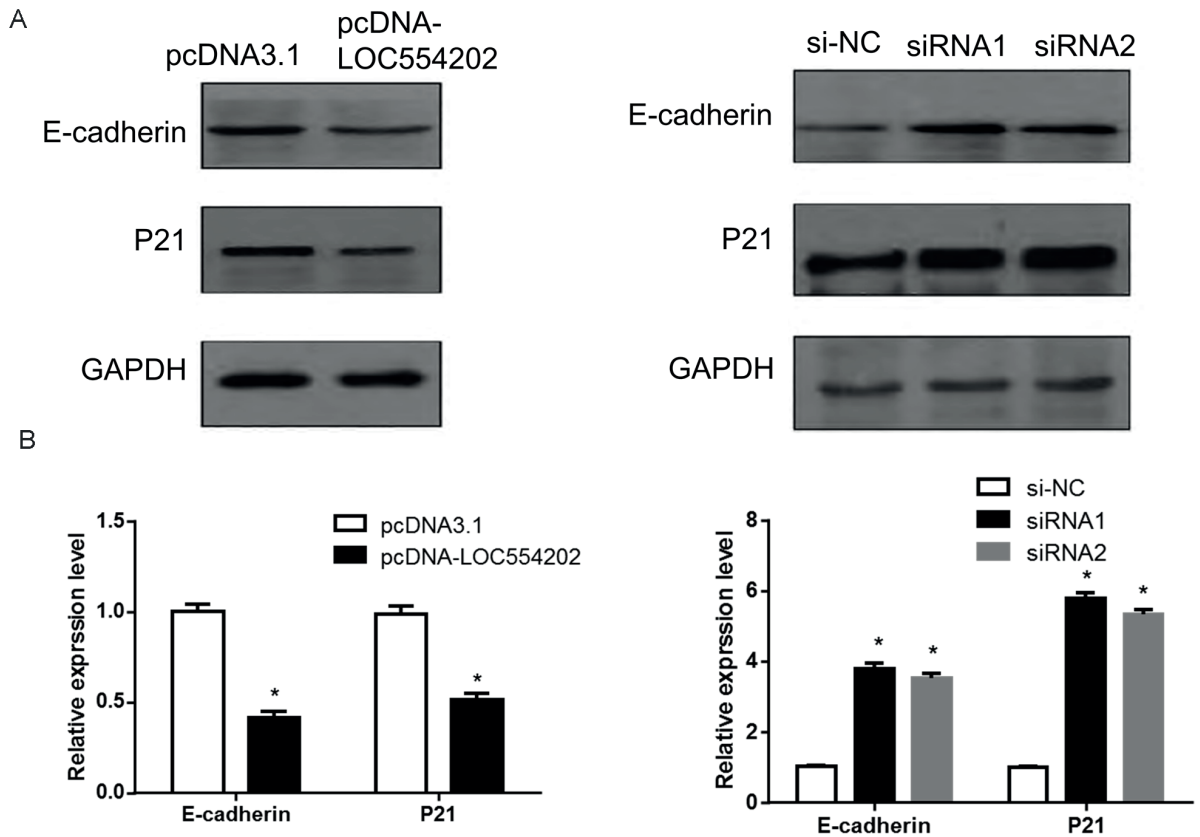 A
pcDNA3.1
pcDNA-
LOC554202
E-cadherin
P21
GAPDH
si-NC
siRNA1
siRNA2
E-cadherin
P21
GAPDH
B
Relative exprssion level
1.5
1.0
0.5
0.0
pcDNA3.1
pcDNA-LOC554202
*
*
E-cadherin
P21
Relative exprssion level
8
6
4
2
0
si-NC
siRNA1
siRNA2
*
*
*
*
E-cadherin
P21